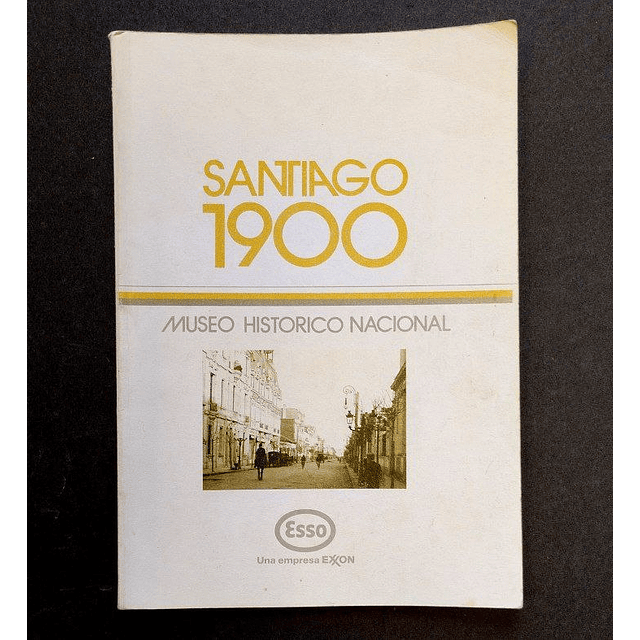 SANTIAGO
1900
MUSEO HISTORICO NACIONAL
Esso
Una empresa EXXON